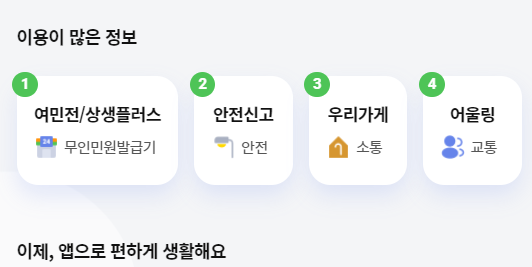 이용이 많은 정보
1
여민전/상생플러스
24
무인민원발급기
2
안전신고
안전
3
우리가게
소통
4
어울링
교통
이제, 앱으로 편하게 생활해요